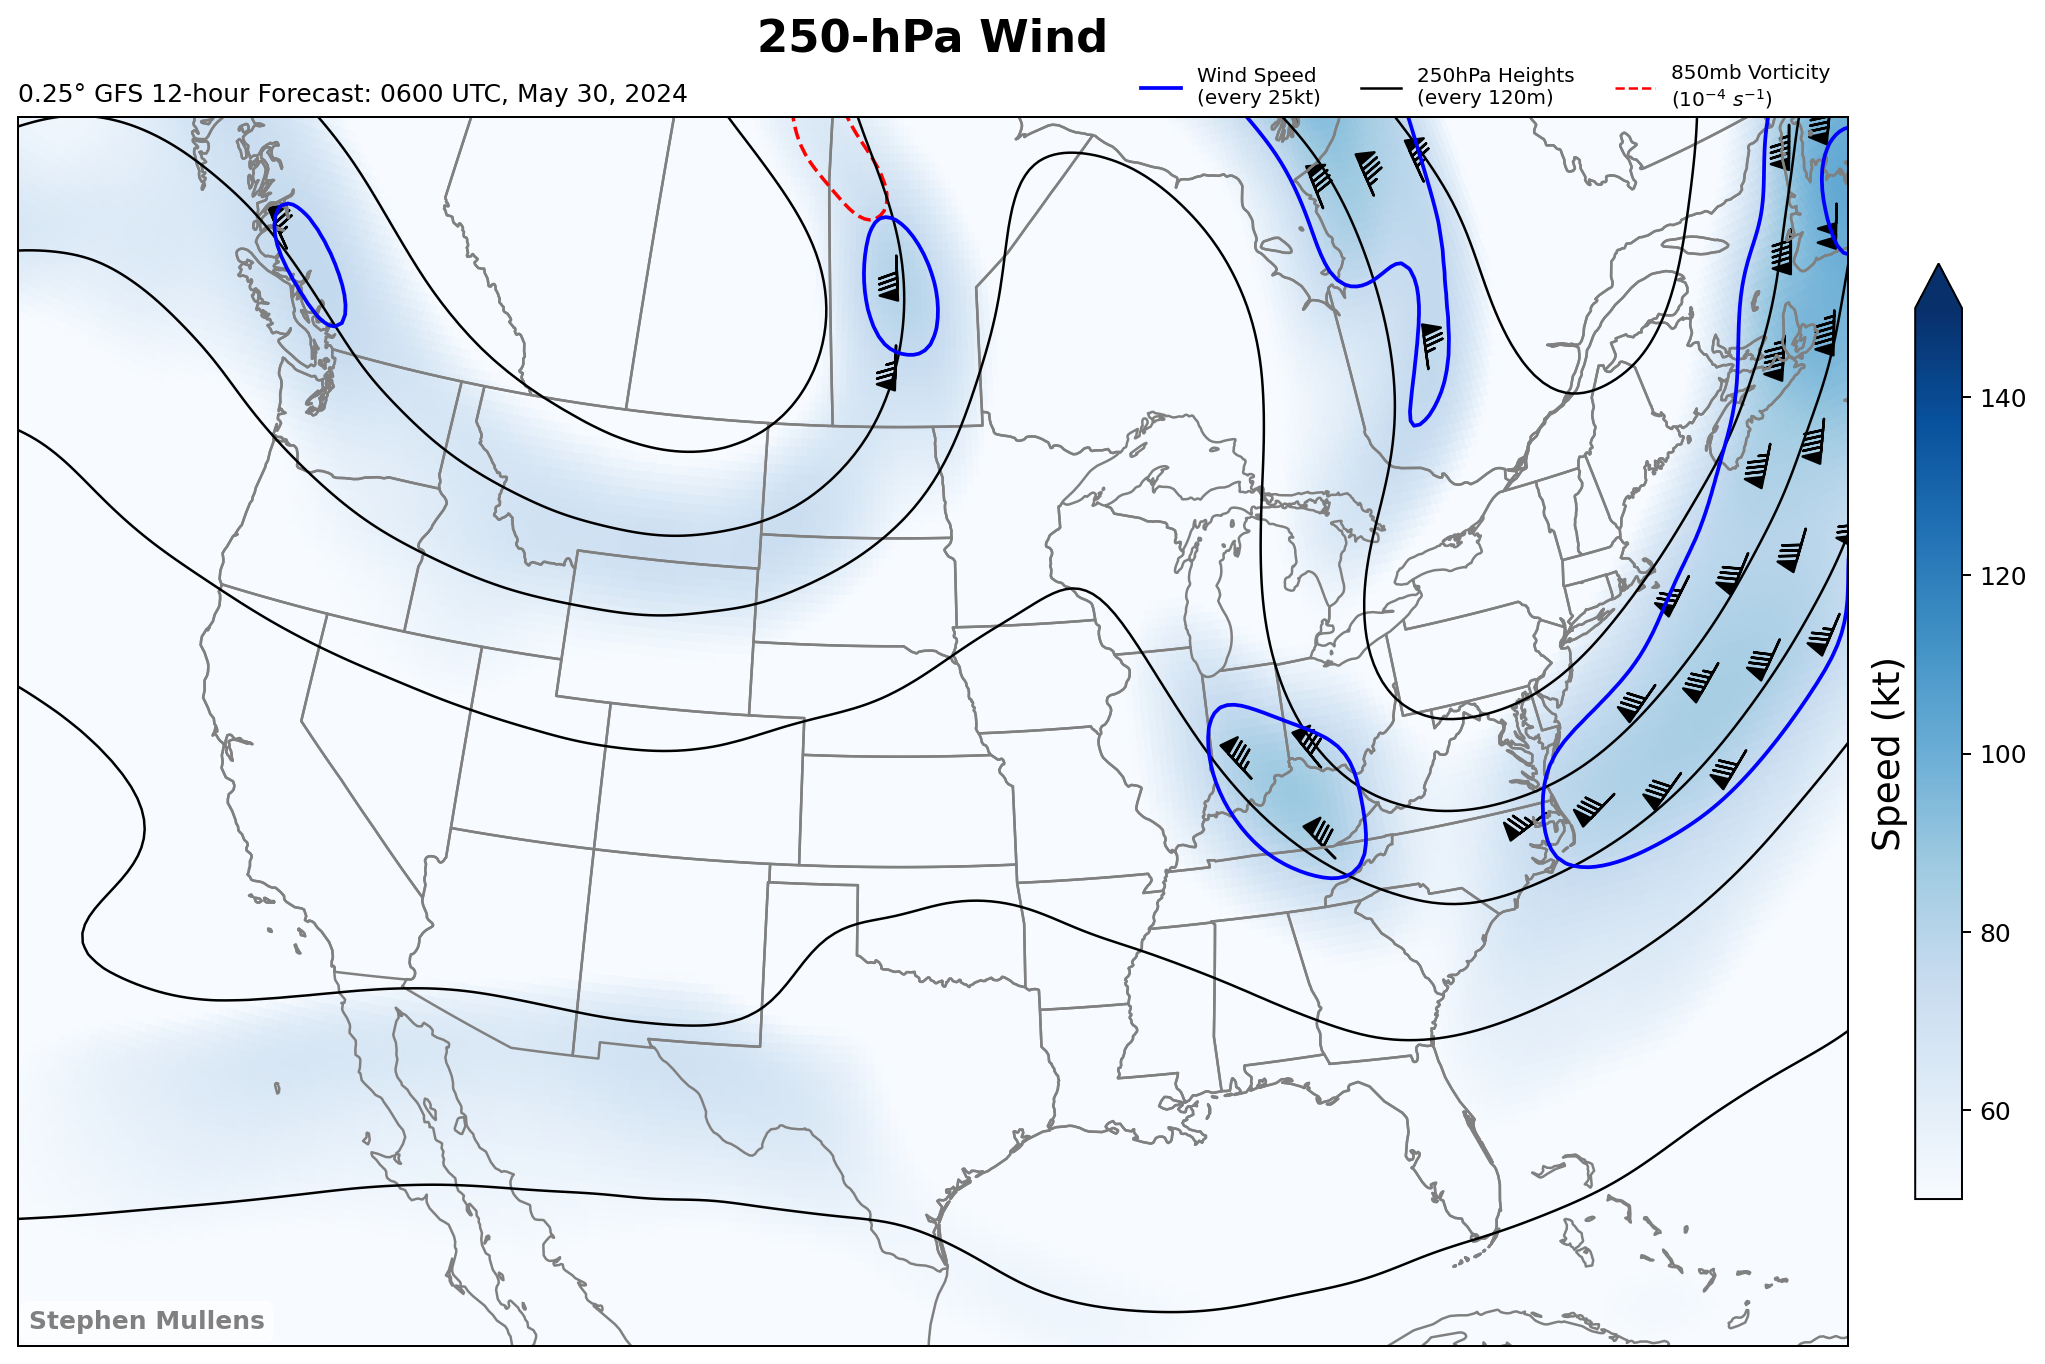 250-hPa Wind
0.25° GFS 12-hour Forecast: 0600 UTC, May 30, 2024
Wind Speed
(every 25kt)
250hPa Heights
(every 120m)
850mb Vorticity
(10⁻⁴ s⁻¹)
140
120
100
80
60
Speed (kt)
Stephen Mullens